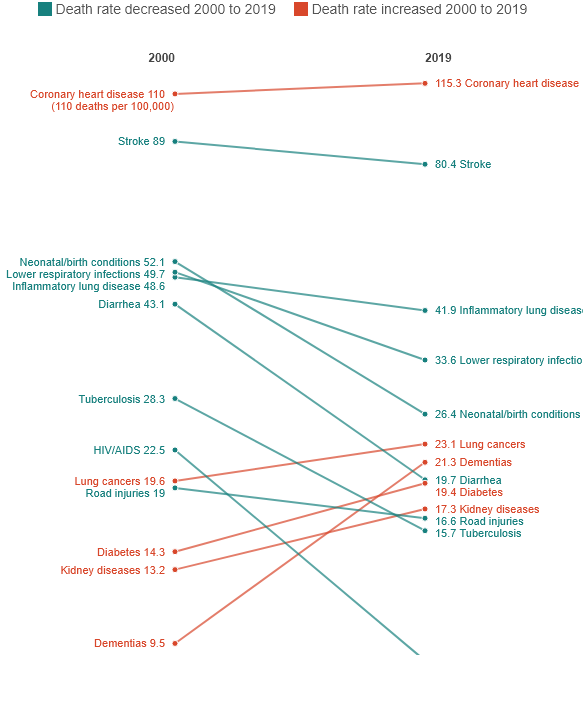 Death rate decreased 2000 to 2019 Death rate increased 2000 to 2019
2000 2019
115.3 Coronary heart disease
Coronary heart disease 110
(110 deaths per 100,000)
Stroke 89
80.4 Stroke
Neonatal/birth conditions 52.1
Lower respiratory infections 49.7
Inflammatory lung disease 48.6
Diarrhea 43.1
41.9 Inflammatory lung diseas
33.6 Lower respiratory infectio
Tuberculosis 28.3
26.4 Neonatal/birth conditions
HIV/AIDS 22.5
23.1 Lung cancers
21.3 Dementias
Lung cancers 19.6
19.7 Diarrhea
Road injuries 19
19.4 Diabetes
17.3 Kidney diseases
16.6 Road injuries
15.7 Tuberculosis
Diabetes 14.3
Kidney diseases 13.2
Dementias 9.5